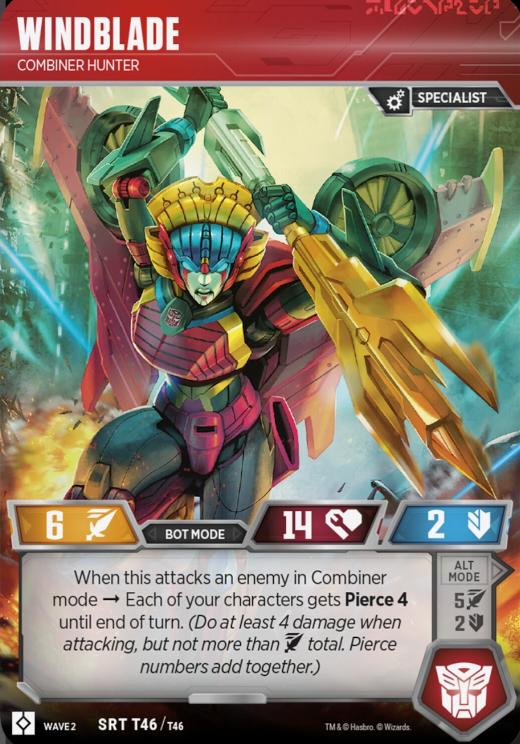 WINDBLADE
COMBINER HUNTER
SPECIALIST
6
BOT MODE
14
2
When this attacks an enemy in Combiner
mode → Each of your characters gets Pierce 4
until end of turn. (Do at least 4 damage when
attacking, but not more than total. Pierce
numbers add together.)
ALT
MODE
5
2
WAVE 2
SRT T46 / T46
TM & © Hasbro. © Wizards.